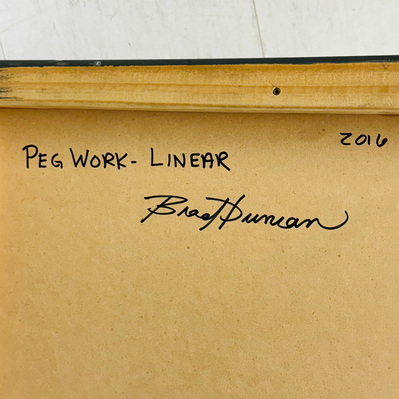 2016
PEG WORK - LINEAR
Brad Duncan